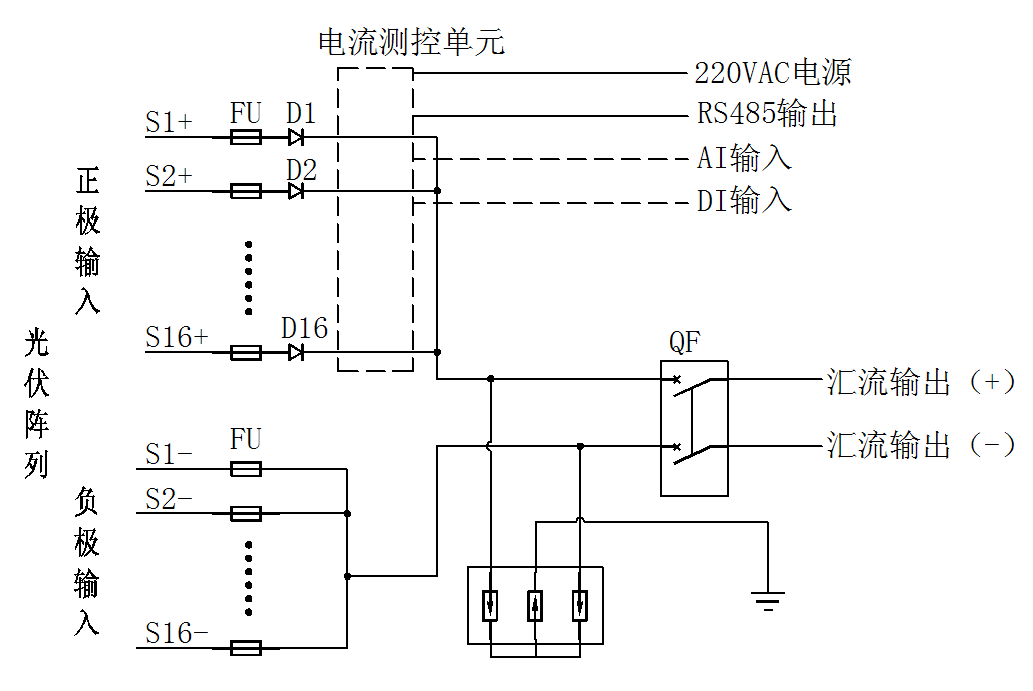 电流测控单元
220VAC电源
RS485输出
AI输入
DI输入
S1+
FU
D1
S2+
D2
S16+
D16
正极输入
光伏阵列
QF
汇流输出（+）
汇流输出（-）
S1-
FU
S2-
S16-
负极输入